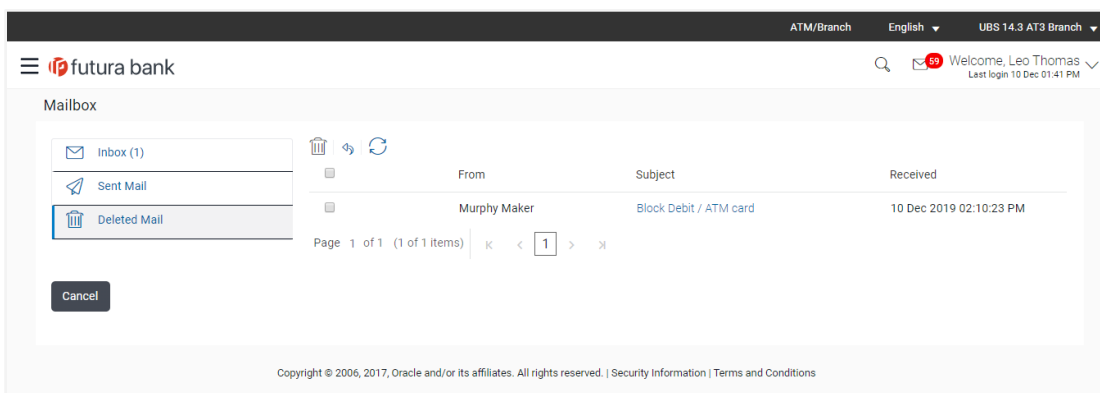 ATM/Branch English UBS 14.3 AT3 Branch
futura bank 59 Welcome, Leo Thomas
Last login 10 Dec 01:41 PM
Mailbox
Inbox (1)
Sent Mail
Deleted Mail
From Subject Received
Murphy Maker Block Debit / ATM card 10 Dec 2019 02:10:23 PM
Page 1 of 1 (1 of 1 items) 1
Cancel
Copyright © 2006, 2017, Oracle and/or its affiliates. All rights reserved. | Security Information | Terms and Conditions